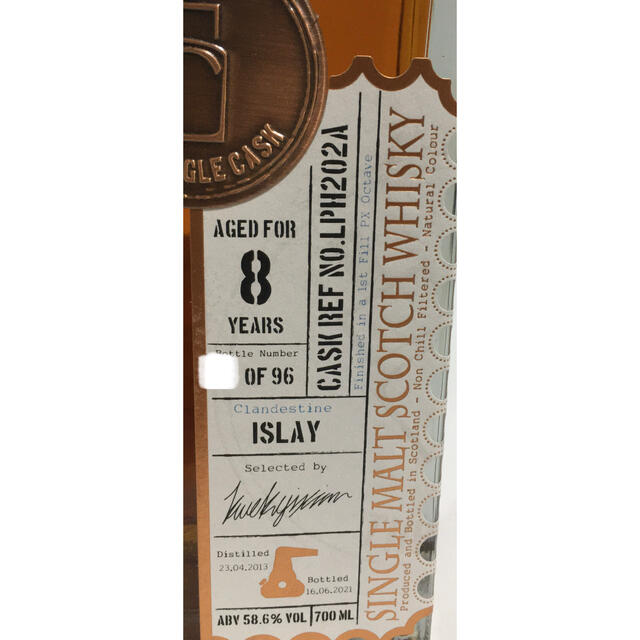 GLE CASK
AGED FOR
8
YEARS
Bottle Number
OF 96
Clandestine
ISLAY
Selected by
Distilled
23.04.2013
Bottled
16.06.2021
ABV 58.6% VOL 700 ML
CASK REF NO.LPH202A
Finished in a 1st Fill PX Octave
SINGLE MALT SCOTCH WHISKY
Produced and Bottled in Scotland - Non Chill Filtered - Natural Colour